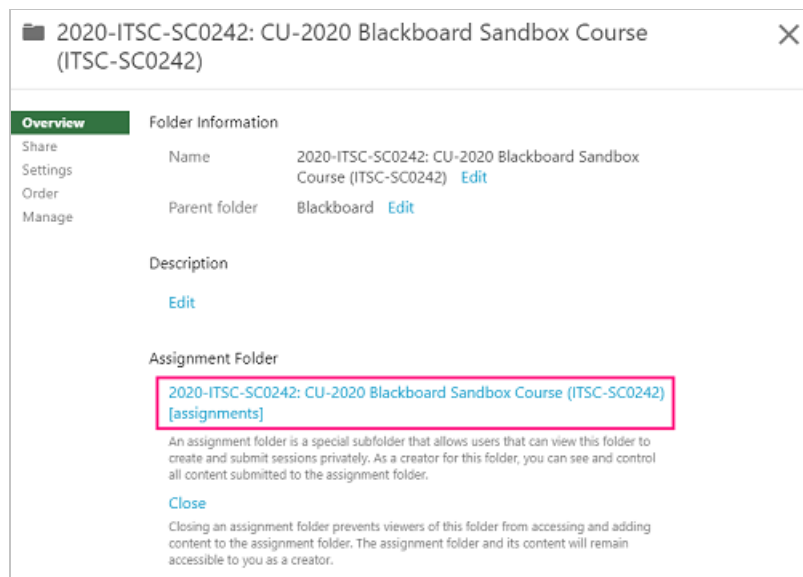 2020-ITSC-SC0242: CU-2020 Blackboard Sandbox Course
(ITSC-SC0242)
Overview
Share
Settings
Order
Manage
Folder Information
Name
2020-ITSC-SC0242: CU-2020 Blackboard Sandbox
Course (ITSC-SC0242) Edit
Parent folder Blackboard Edit
Description
Edit
Assignment Folder
2020-ITSC-SC0242: CU-2020 Blackboard Sandbox Course (ITSC-SC0242)
[assignments]
An assignment folder is a special subfolder that allows users that can view this folder to
create and submit sessions privately. As a creator for this folder, you can see and control
all content submitted to the assignment folder.
Close
Closing an assignment folder prevents viewers of this folder from accessing and adding
content to the assignment folder. The assignment folder and its content will remain
accessible to you as a creator.